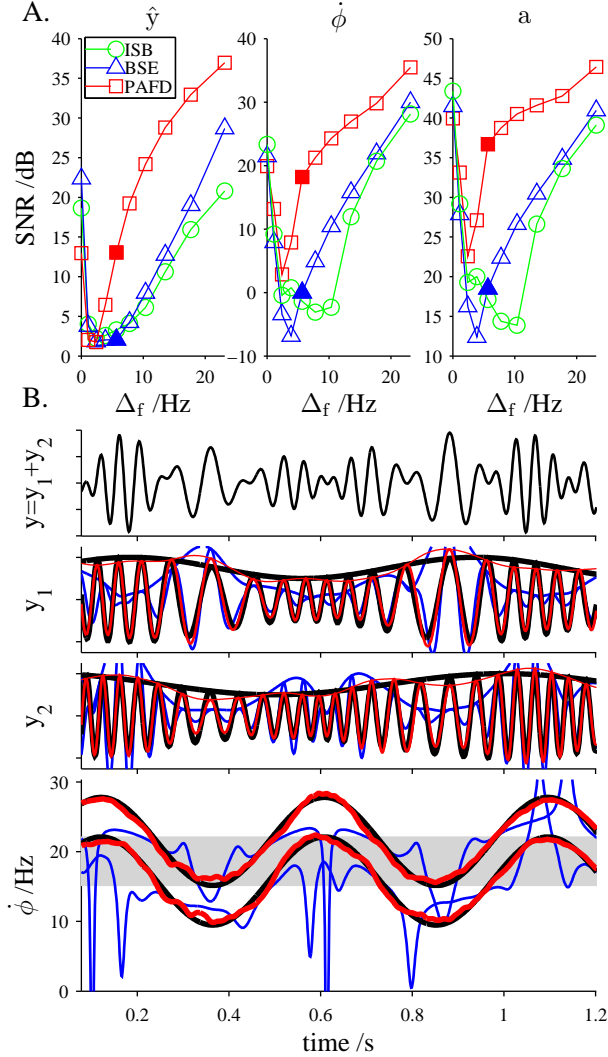 A.
ŷ
ϕ̇
a
ISB
BSE
PAFD
SNR /dB
40
35
30
25
20
15
10
5
0
0 10 20
40
30
20
10
0
−10
0 10 20
50
45
40
35
30
25
20
15
10
0 10 20
Δf /Hz
Δf /Hz
Δf /Hz
B.
y=y1+y2
y1
y2
ϕ̇ /Hz
30
20
10
0
0.2 0.4 0.6 0.8 1 1.2
time /s